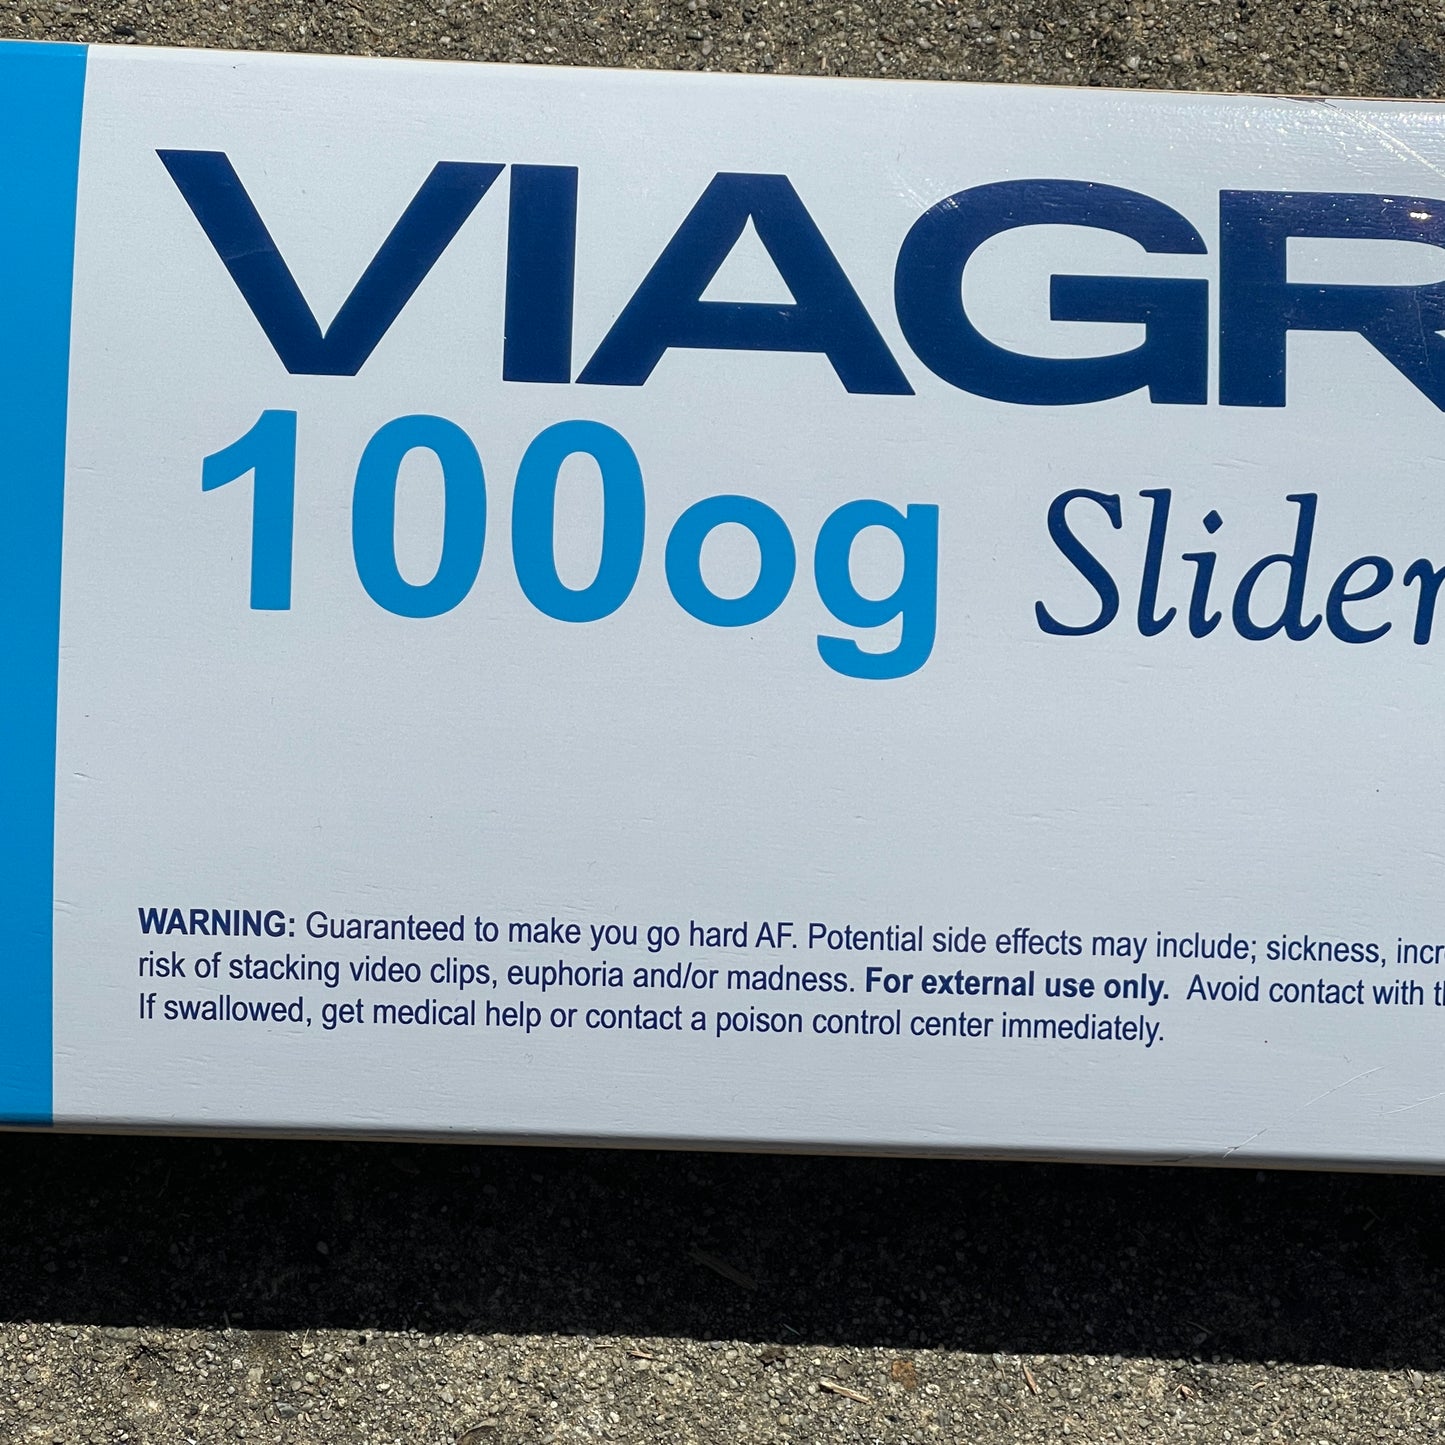 VIAGR
100og Slider
WARNING: Guaranteed to make you go hard AF. Potential side effects may include; sickness, incr
risk of stacking video clips, euphoria and/or madness. For external use only. Avoid contact with th
If swallowed, get medical help or contact a poison control center immediately.